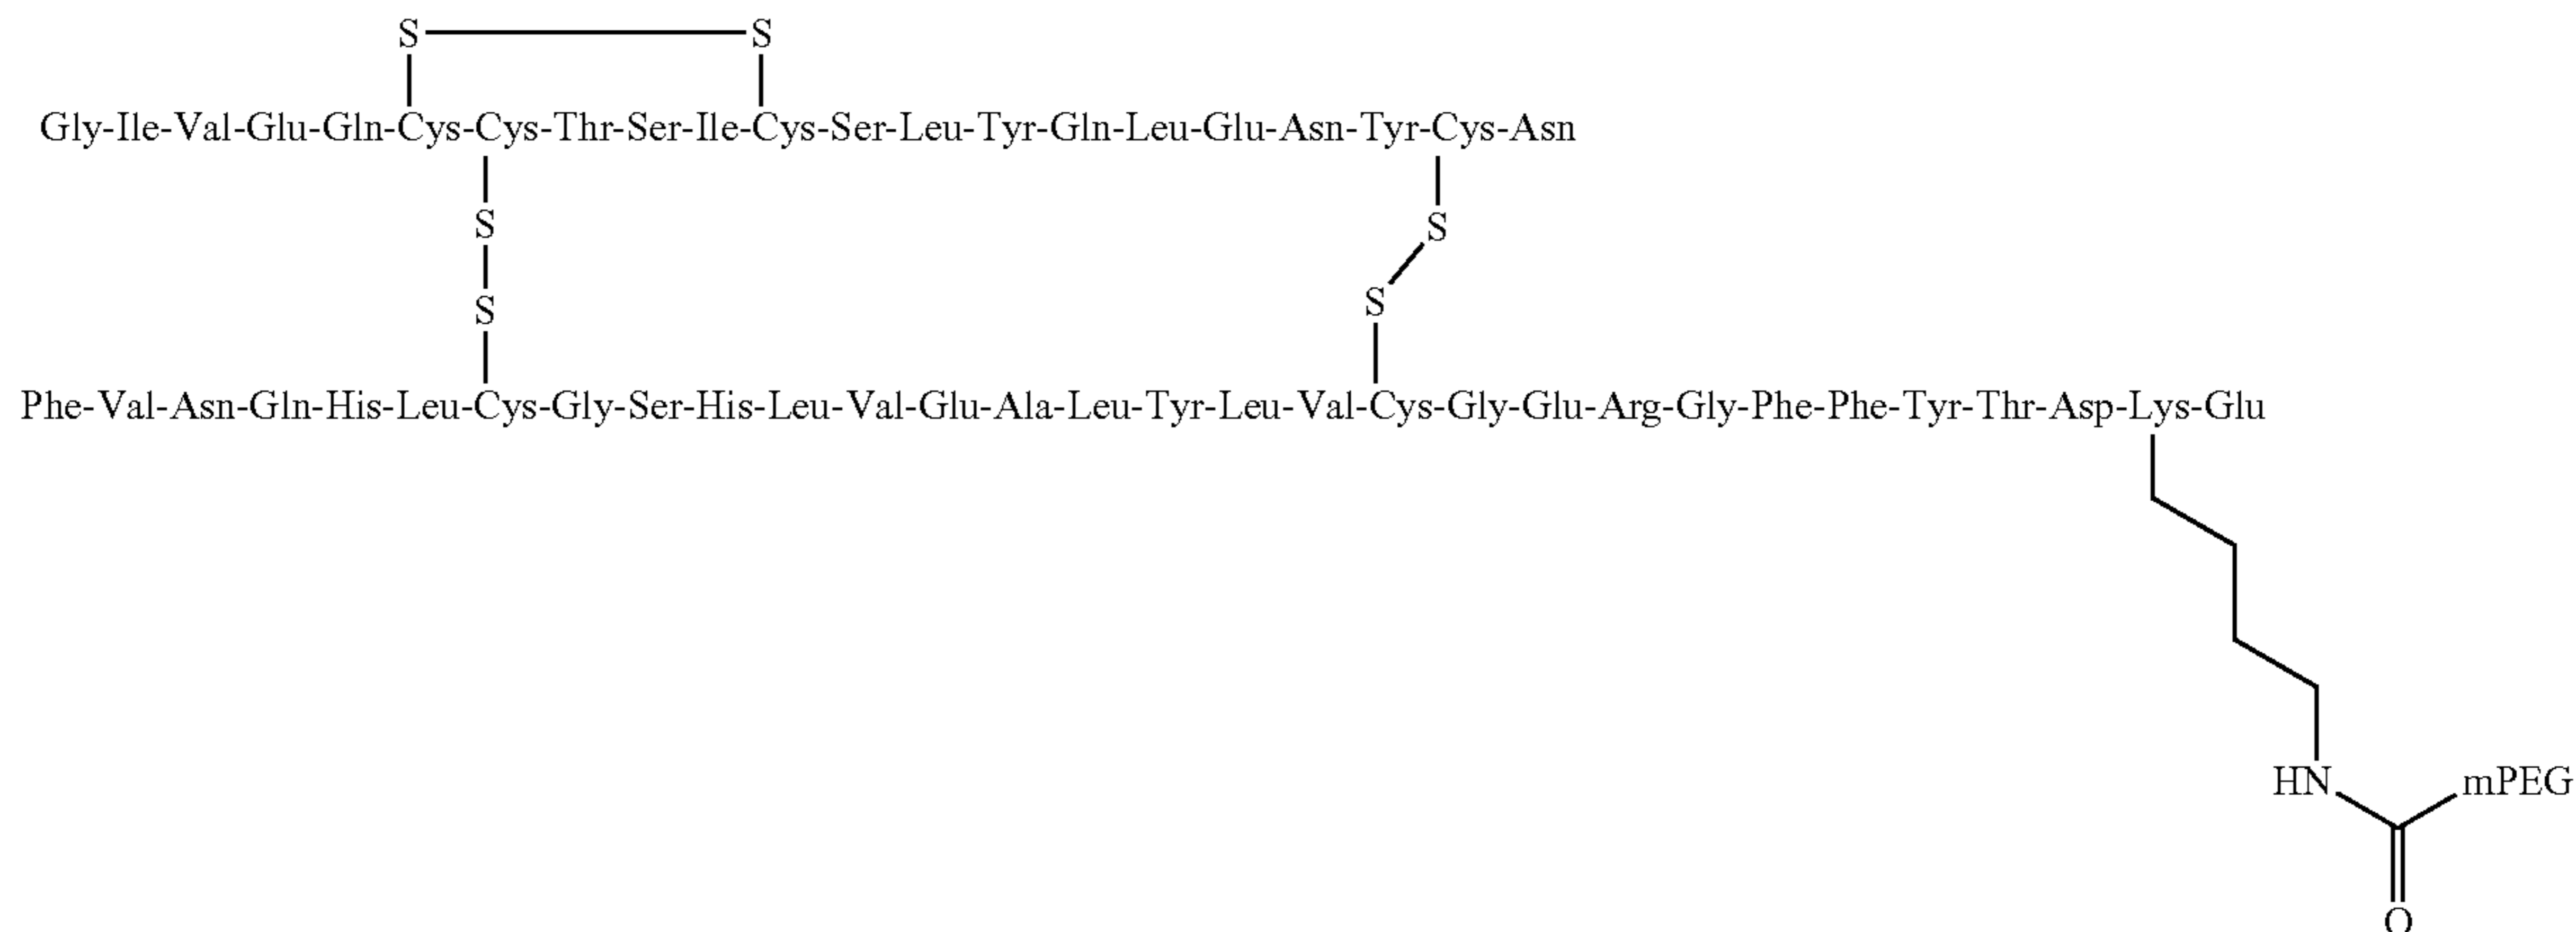 S S
Gly-Ile-Val-Glu-Gln-Cys-Cys-Thr-Ser-Ile-Cys-Ser-Leu-Tyr-Gln-Leu-Glu-Asn-Tyr-Cys-Asn
S S
S S
Phe-Val-Asn-Gln-His-Leu-Cys-Gly-Ser-His-Leu-Val-Glu-Ala-Leu-Tyr-Leu-Val-Cys-Gly-Glu-Arg-Gly-Phe-Phe-Tyr-Thr-Asp-Lys-Glu
HN mPEG
O